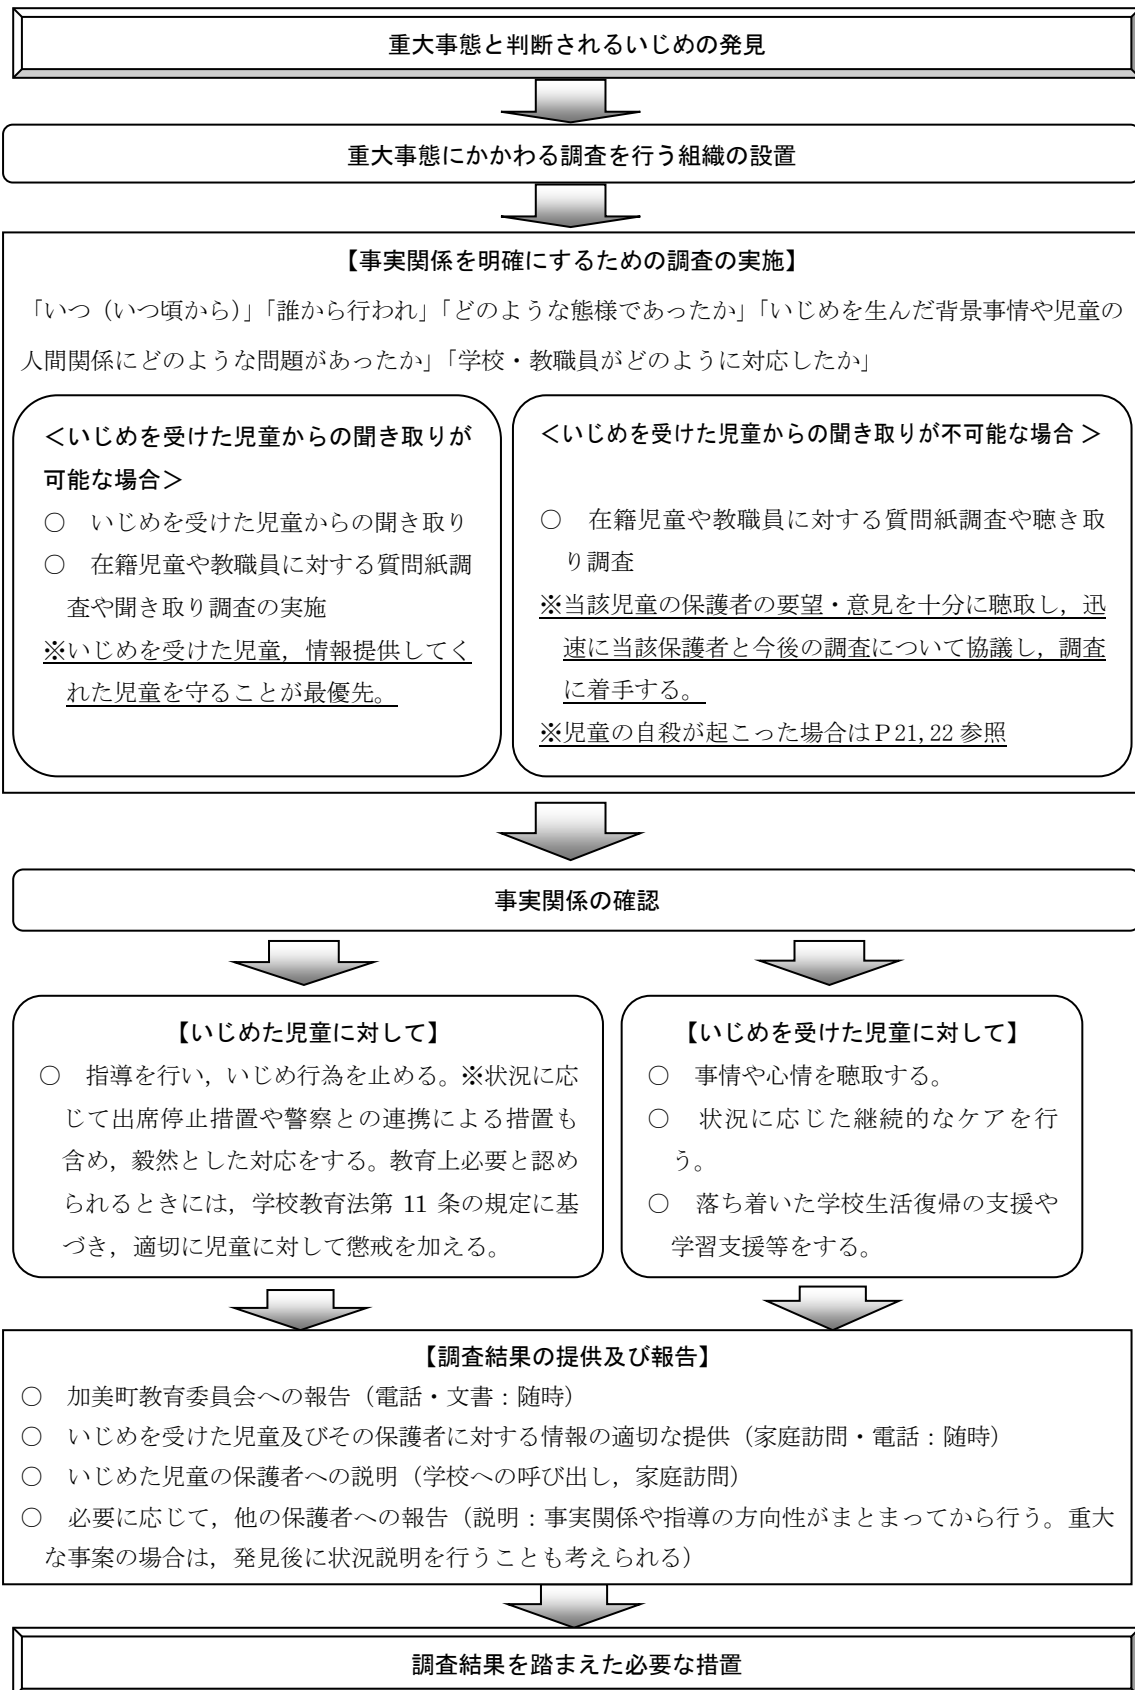 重大事態と判断されるいじめの発見
重大事態にかかわる調査を行う組織の設置
【事実関係を明確にするための調査の実施】
「いつ（いつ頃から）」「誰から行われ」「どのような態様であったか」「いじめを生んだ背景事情や児童の
人間関係にどのような問題があったか」「学校・教職員がどのように対応したか」
＜いじめを受けた児童からの聞き取りが
可能な場合＞
○　いじめを受けた児童からの聞き取り
○　在籍児童や教職員に対する質問紙調
査や聞き取り調査の実施
※いじめを受けた児童，情報提供してく
れた児童を守ることが最優先。
＜いじめを受けた児童からの聞き取りが不可能な場合 ＞
○　在籍児童や教職員に対する質問紙調査や聴き取
り調査
※当該児童の保護者の要望・意見を十分に聴取し，迅
速に当該保護者と今後の調査について協議し，調査
に着手する。
※児童の自殺が起こった場合はＰ21, 22 参照
事実関係の確認
【いじめた児童に対して】
○　指導を行い，いじめ行為を止める。※状況に応
じて出席停止措置や警察との連携による措置も
含め，毅然とした対応をする。教育上必要と認め
られるときには，学校教育法第 11 条の規定に基
づき，適切に児童に対して懲戒を加える。
【いじめを受けた児童に対して】
○　事情や心情を聴取する。
○　状況に応じた継続的なケアを行
う。
○　落ち着いた学校生活復帰の支援や
学習支援等をする。
【調査結果の提供及び報告】
○　加美町教育委員会への報告（電話・文書：随時）
○　いじめを受けた児童及びその保護者に対する情報の適切な提供（家庭訪問・電話：随時）
○　いじめた児童の保護者への説明（学校への呼び出し，家庭訪問）
○　必要に応じて，他の保護者への報告（説明：事実関係や指導の方向性がまとまってから行う。重大
な事案の場合は，発見後に状況説明を行うことも考えられる）
調査結果を踏まえた必要な措置